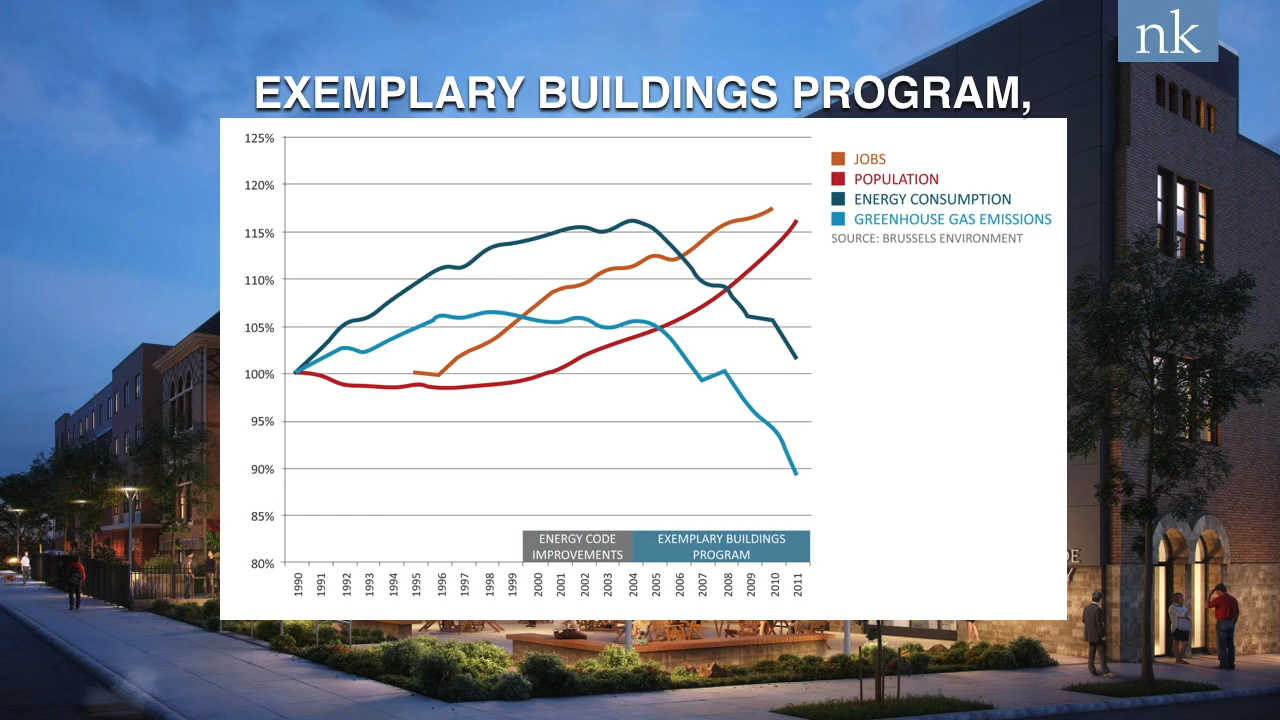 nk
EXEMPLARY BUILDINGS PROGRAM,
125%
120%
115%
110%
105%
100%
95%
90%
85%
80%
JOBS
POPULATION
ENERGY CONSUMPTION
GREENHOUSE GAS EMISSIONS
SOURCE: BRUSSELS ENVIRONMENT
ENERGY CODE
IMPROVEMENTS
EXEMPLARY BUILDINGS
PROGRAM
1990
1991
1992
1993
1994
1995
1996
1997
1998
1999
2000
2001
2002
2003
2004
2005
2006
2007
2008
2009
2010
2011